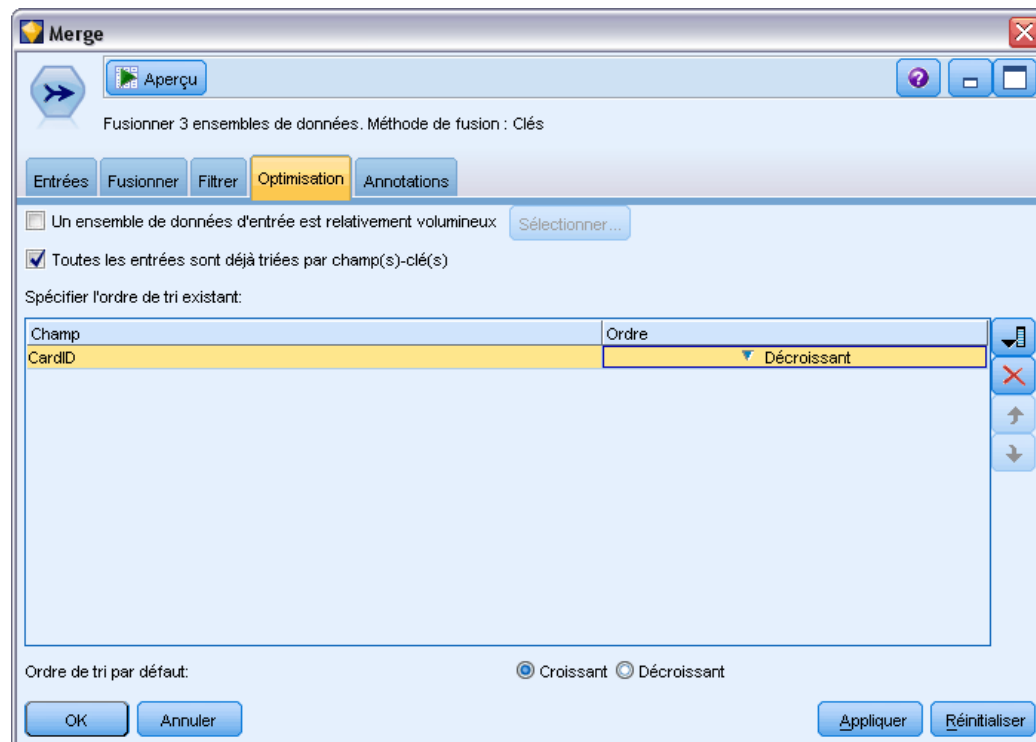 Merge
Aperçu
Fusionner 3 ensembles de données. Méthode de fusion : Clés
Entrées Fusionner Filtrer Optimisation Annotations
Un ensemble de données d'entrée est relativement volumineux Sélectionner...
Toutes les entrées sont déjà triées par champ(s)-clé(s)
Spécifier l'ordre de tri existant:
Champ Ordre
CardID Décroissant
Ordre de tri par défaut: Croissant Décroissant
OK Annuler Appliquer Réinitialiser